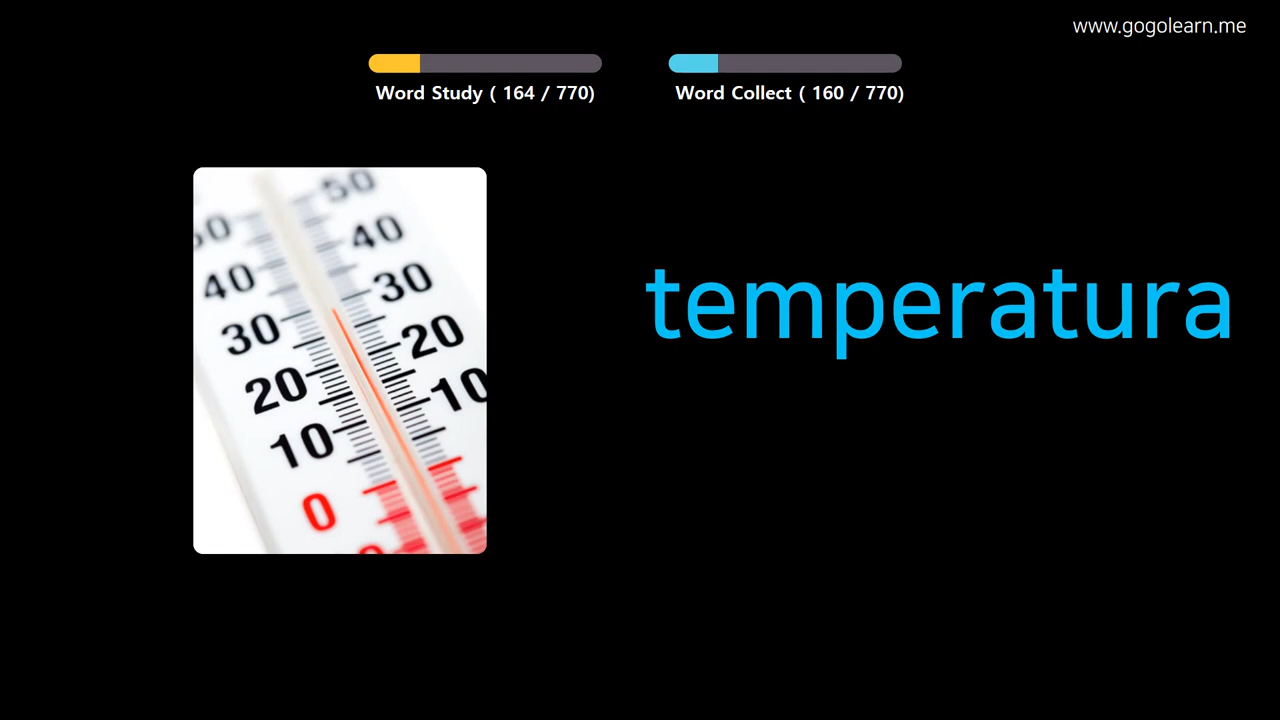 www.gogolearn.me
Word Study ( 164 / 770)
Word Collect ( 160 / 770)
50
40 40
30 30
20 20
10 10
0
temperatura